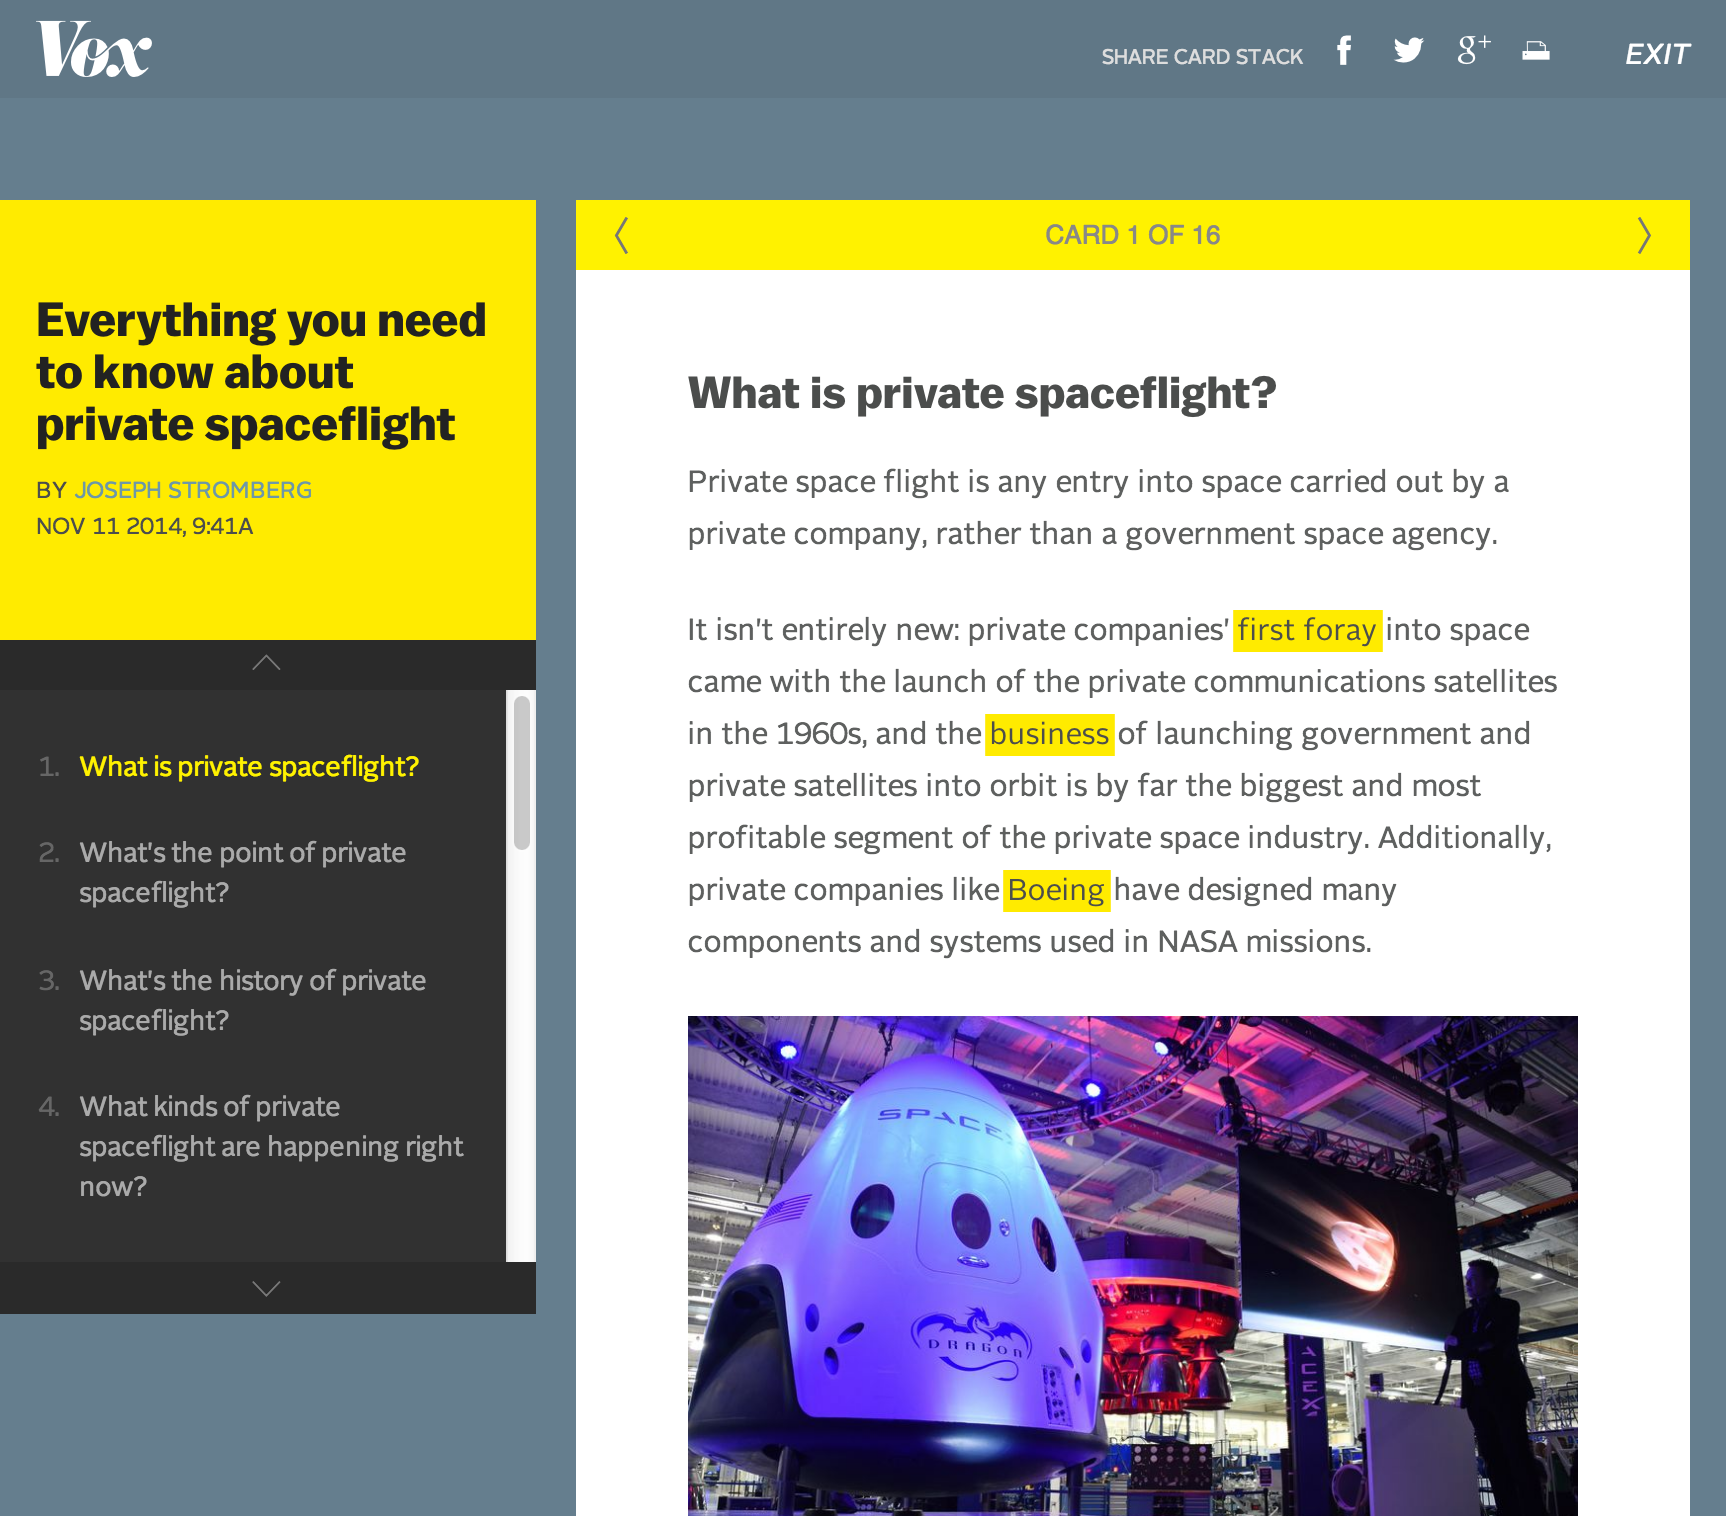 Vox
SHARE CARD STACK
EXIT
Everything you need
to know about
private spaceflight
BY JOSEPH STROMBERG
NOV 11 2014, 9:41A
1. What is private spaceflight?
2. What's the point of private
spaceflight?
3. What's the history of private
spaceflight?
4. What kinds of private
spaceflight are happening right
now?
CARD 1 OF 16
What is private spaceflight?
Private space flight is any entry into space carried out by a
private company, rather than a government space agency.
It isn't entirely new: private companies' first foray into space
came with the launch of the private communications satellites
in the 1960s, and the business of launching government and
private satellites into orbit is by far the biggest and most
profitable segment of the private space industry. Additionally,
private companies like Boeing have designed many
components and systems used in NASA missions.
SPACEX
DRAGON
ACEX